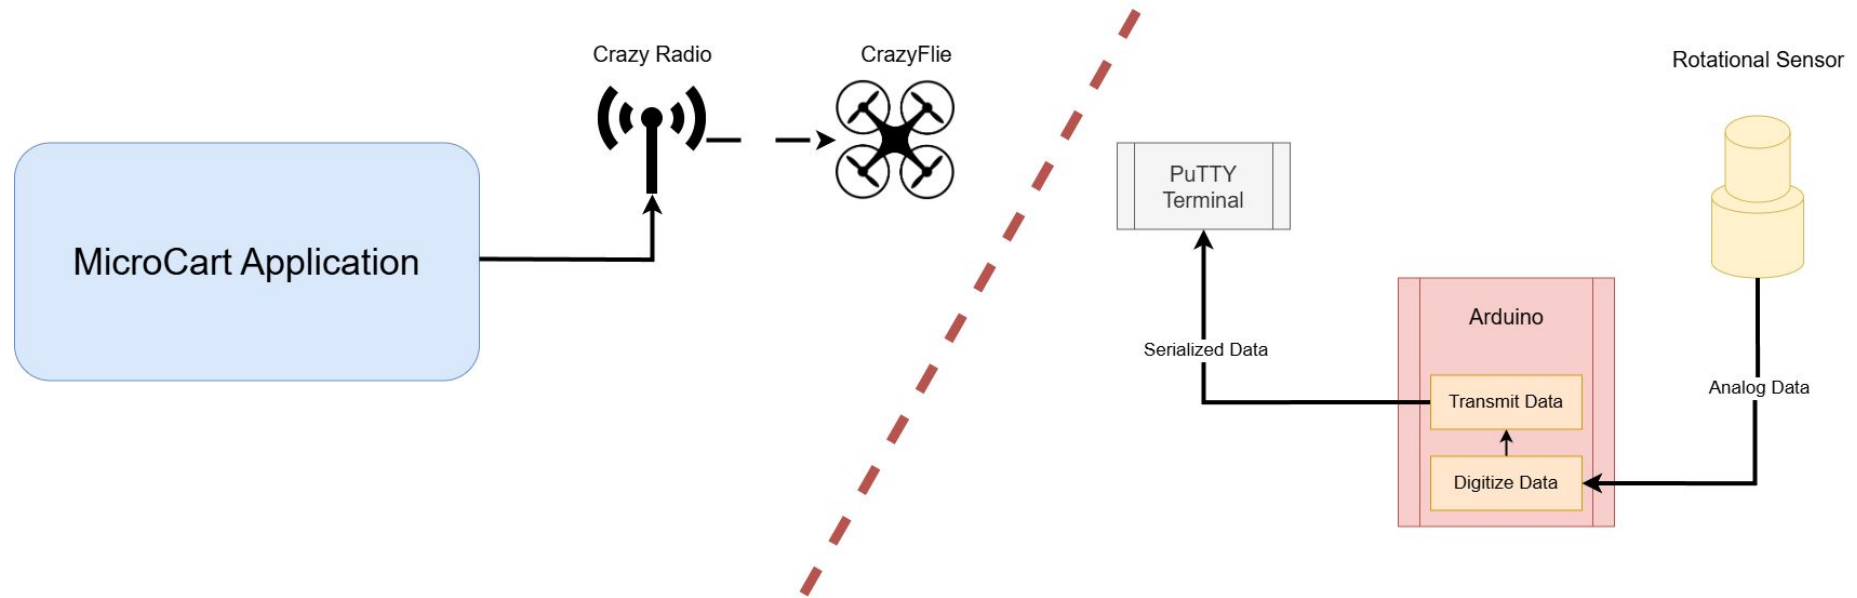 Crazy Radio
CrazyFlie
MicroCart Application
Rotational Sensor
PuTTY
Terminal
Arduino
Serialized Data
Transmit Data
Analog Data
Digitize Data